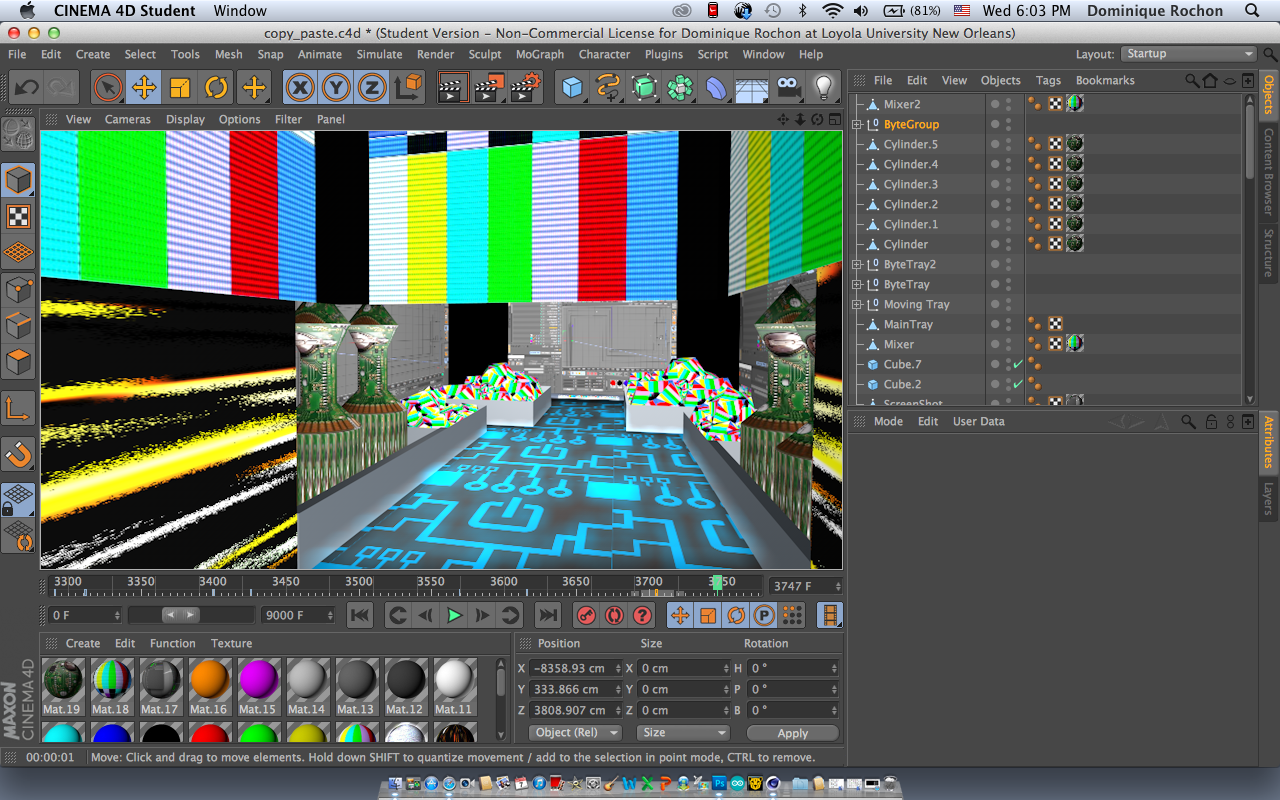 CINEMA 4D Student Window (81%) Wed 6:03 PM Dominique Rochon
copy_paste.c4d * (Student Version - Non-Commercial License for Dominique Rochon at Loyola University New Orleans)
File Edit Create Select Tools Mesh Snap Animate Simulate Render Sculpt MoGraph Character Plugins Script Window Help Layout: Startup
X Y Z
File Edit View Objects Tags Bookmarks
Objects
Content Browser
Structure
View Cameras Display Options Filter Panel
Mixer2
ByteGroup
Cylinder.5
Cylinder.4
Cylinder.3
Cylinder.2
Cylinder.1
Cylinder
ByteTray2
ByteTray
Moving Tray
MainTray
Mixer
Cube.7
Cube.2
ScreenShot
Mode Edit User Data
Attributes
Layers
3300 3350 3400 3450 3500 3550 3600 3650 3700 3747 F
0 F 9000 F
Create Edit Function Texture
Mat.19 Mat.18 Mat.17 Mat.16 Mat.15 Mat.14 Mat.13 Mat.12 Mat.11
Position Size Rotation
X -8358.93 cm X 0 cm H 0 °
Y 333.866 cm Y 0 cm P 0 °
Z 3808.907 cm Z 0 cm B 0 °
Object (Rel) Size Apply
MAXON
CINEMA 4D
00:00:01 Move: Click and drag to move elements. Hold down SHIFT to quantize movement / add to the selection in point mode, CTRL to remove.